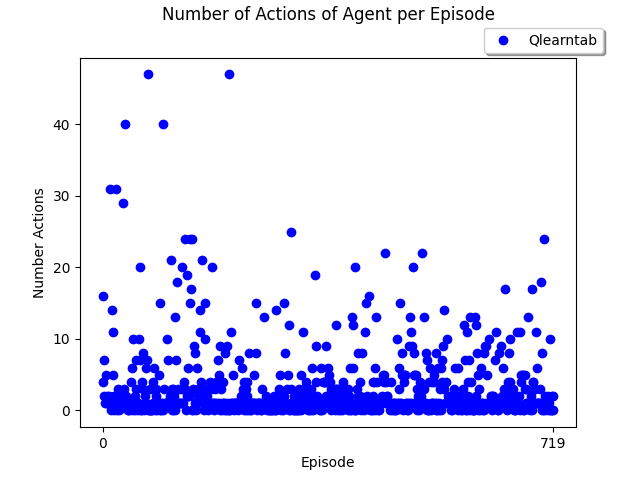 Number of Actions of Agent per Episode
Qlearntab
40
30
20
10
0
Number Actions
0 719
Episode